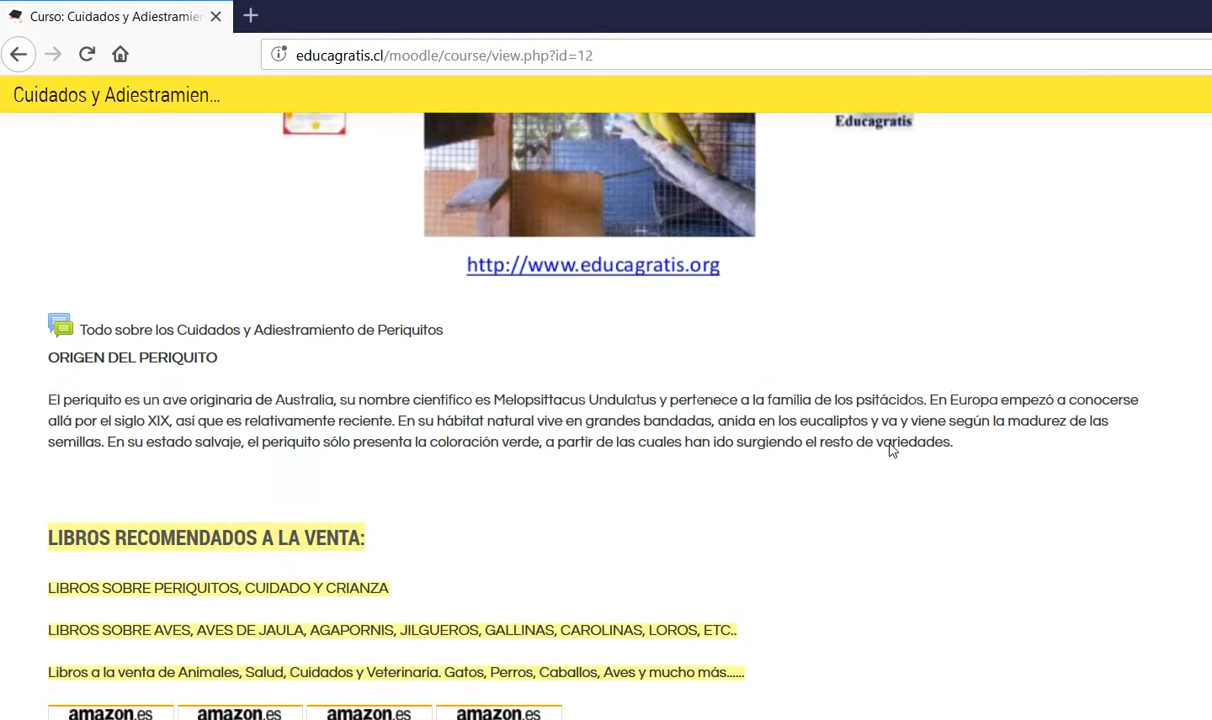 Curso: Cuidados y Adiestramien
educagratis.cl/moodle/course/view.php?id=12
Cuidados y Adiestramien...
Educagratis
http://www.educagratis.org
Todo sobre los Cuidados y Adiestramiento de Periquitos
ORIGEN DEL PERIQUITO
El periquito es un ave originaria de Australia, su nombre científico es Melopsittacus Undulatus y pertenece a la familia de los psitácidos. En Europa empezó a conocerse
allá por el siglo XIX, así que es relativamente reciente. En su hábitat natural vive en grandes bandadas, anida en los eucaliptos y va y viene según la madurez de las
semillas. En su estado salvaje, el periquito sólo presenta la coloración verde, a partir de las cuales han ido surgiendo el resto de variedades.
LIBROS RECOMENDADOS A LA VENTA:
LIBROS SOBRE PERIQUITOS, CUIDADO Y CRIANZA
LIBROS SOBRE AVES, AVES DE JAULA, AGAPORNIS, JILGUEROS, GALLINAS, CAROLINAS, LOROS, ETC..
Libros a la venta de Animales, Salud, Cuidados y Veterinaria. Gatos, Perros, Caballos, Aves y mucho más......
amazon.es amazon.es amazon.es amazon.es